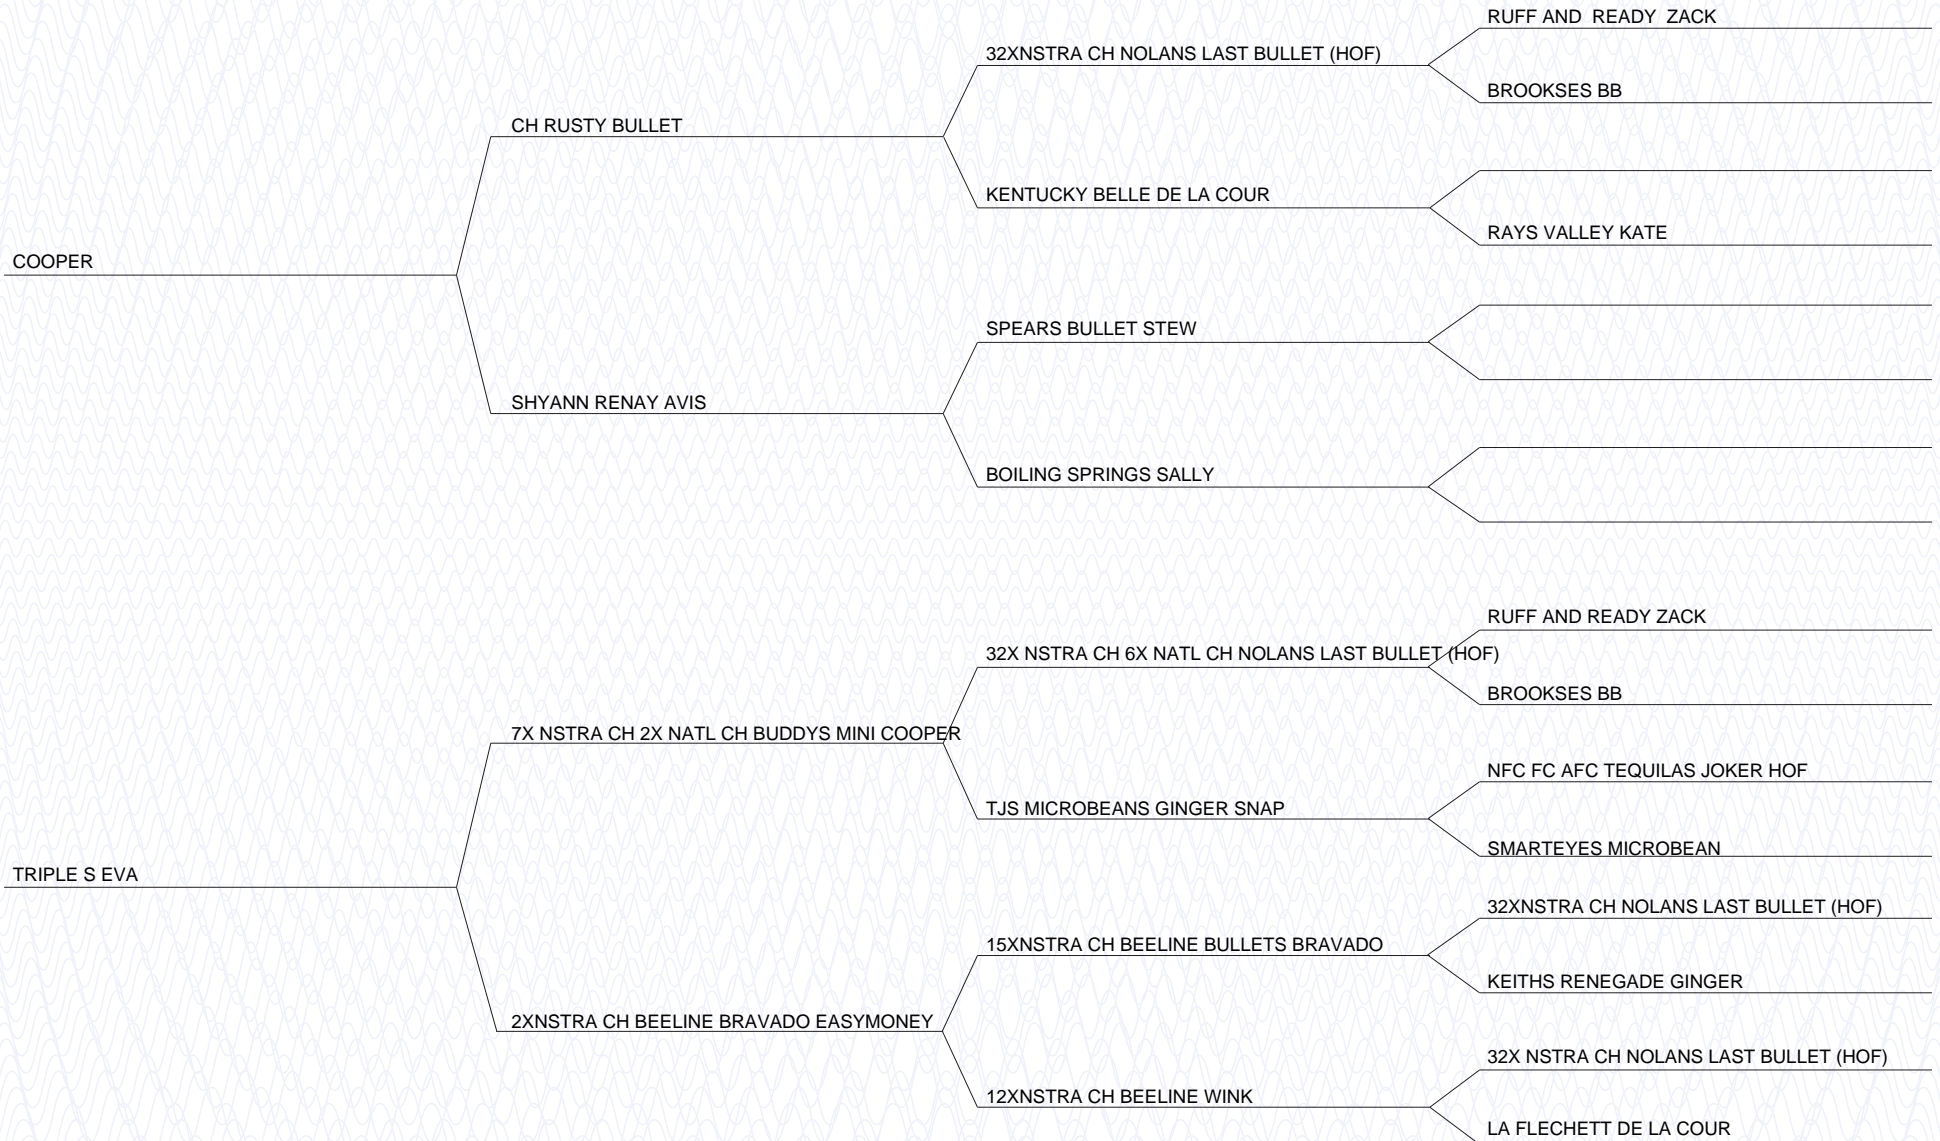 RUFF AND  READY  ZACK
32XNSTRA CH NOLANS LAST BULLET (HOF)
BROOKSES BB
CH RUSTY BULLET
KENTUCKY BELLE DE LA COUR
RAYS VALLEY KATE
COOPER
SPEARS BULLET STEW
SHYANN RENAY AVIS
BOILING SPRINGS SALLY
RUFF AND READY ZACK
32X NSTRA CH 6X NATL CH NOLANS LAST BULLET (HOF)
BROOKSES BB
7X NSTRA CH 2X NATL CH BUDDYS MINI COOPER
NFC FC AFC TEQUILAS JOKER HOF
TJS MICROBEANS GINGER SNAP
SMARTEYES MICROBEAN
TRIPLE S EVA
32XNSTRA CH NOLANS LAST BULLET (HOF)
15XNSTRA CH BEELINE BULLETS BRAVADO
KEITHS RENEGADE GINGER
2XNSTRA CH BEELINE BRAVADO EASYMONEY
32X NSTRA CH NOLANS LAST BULLET (HOF)
12XNSTRA CH BEELINE WINK
LA FLECHETT DE LA COUR